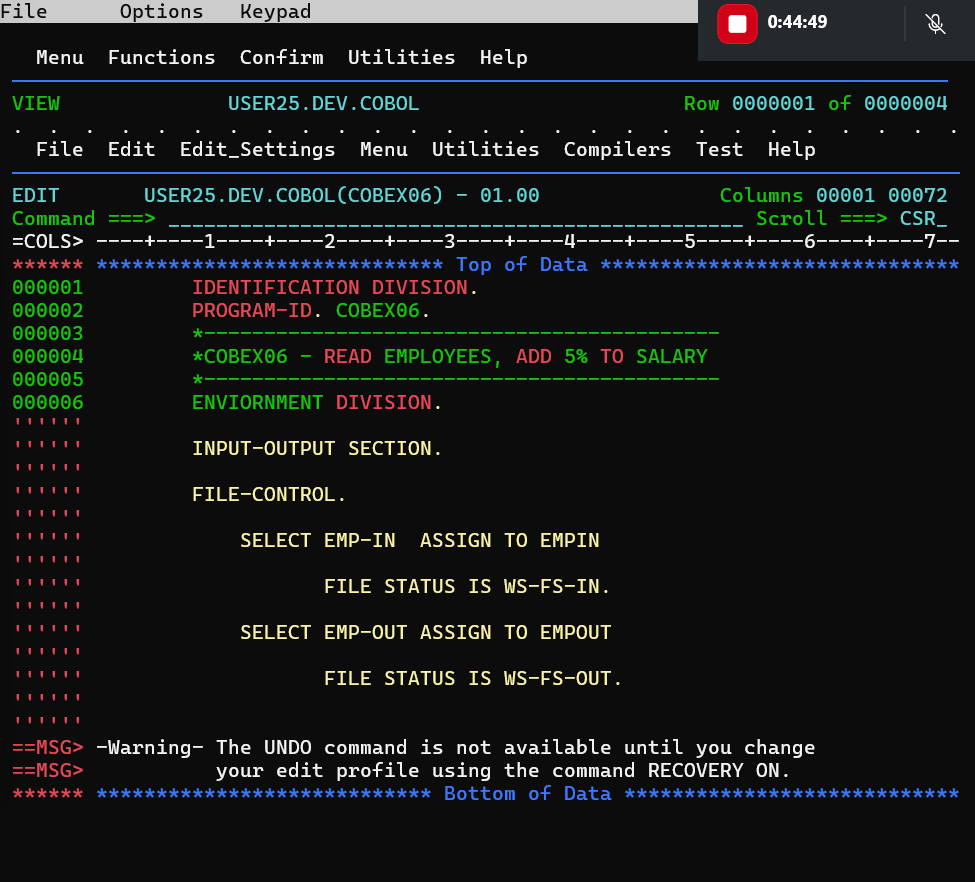 File      Options   Keypad
0:44:49
Menu  Functions  Confirm  Utilities  Help
VIEW              USER25.DEV.COBOL                      Row 0000001 of 0000004
.  .  .  .  .  .  .  .  .  .  .  .  .  .  .  .  .  .  .  .  .  .  .  .  .  .  .
File  Edit  Edit_Settings  Menu  Utilities  Compilers  Test  Help
EDIT       USER25.DEV.COBOL(COBEX06) - 01.00               Columns 00001 00072
Command ===> ________________________________________________ Scroll ===> CSR_
=COLS> ----+----1----+----2----+----3----+----4----+----5----+----6----+----7--
****** ***************************** Top of Data ******************************
000001         IDENTIFICATION DIVISION.
000002         PROGRAM-ID. COBEX06.
000003         *-------------------------------------------
000004         *COBEX06 - READ EMPLOYEES, ADD 5% TO SALARY
000005         *-------------------------------------------
000006         ENVIORNMENT DIVISION.
''''''
''''''         INPUT-OUTPUT SECTION.
''''''
''''''         FILE-CONTROL.
''''''
''''''             SELECT EMP-IN  ASSIGN TO EMPIN
''''''
''''''                    FILE STATUS IS WS-FS-IN.
''''''
''''''             SELECT EMP-OUT ASSIGN TO EMPOUT
''''''
''''''                    FILE STATUS IS WS-FS-OUT.
''''''
''''''
==MSG> -Warning- The UNDO command is not available until you change
==MSG>           your edit profile using the command RECOVERY ON.
****** **************************** Bottom of Data ****************************